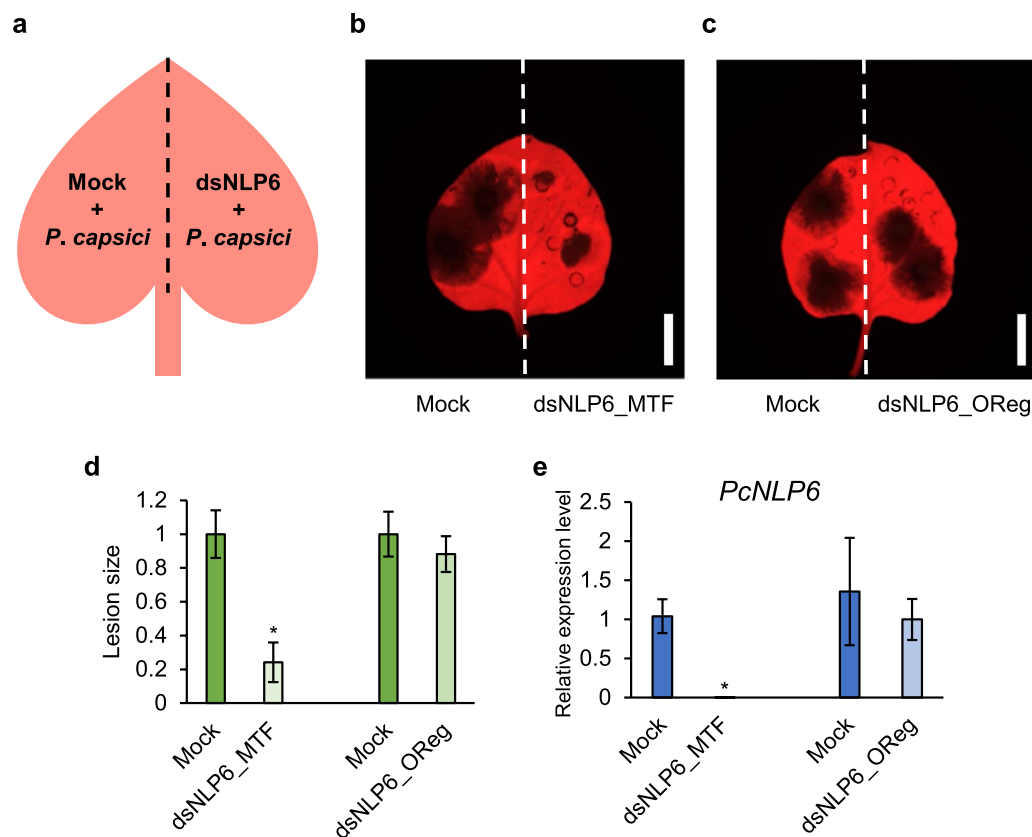 a
Mock
+
P. capsici
dsNLP6
+
P. capsici
b
Mock
dsNLP6_MTF
c
Mock
dsNLP6_OReg
d
Lesion size
1.2
1
0.8
0.6
0.4
0.2
0
*
Mock
dsNLP6_MTF
Mock
dsNLP6_OReg
e
PcNLP6
Relative expression level
2.5
2
1.5
1
0.5
0
*
Mock
dsNLP6_MTF
Mock
dsNLP6_OReg